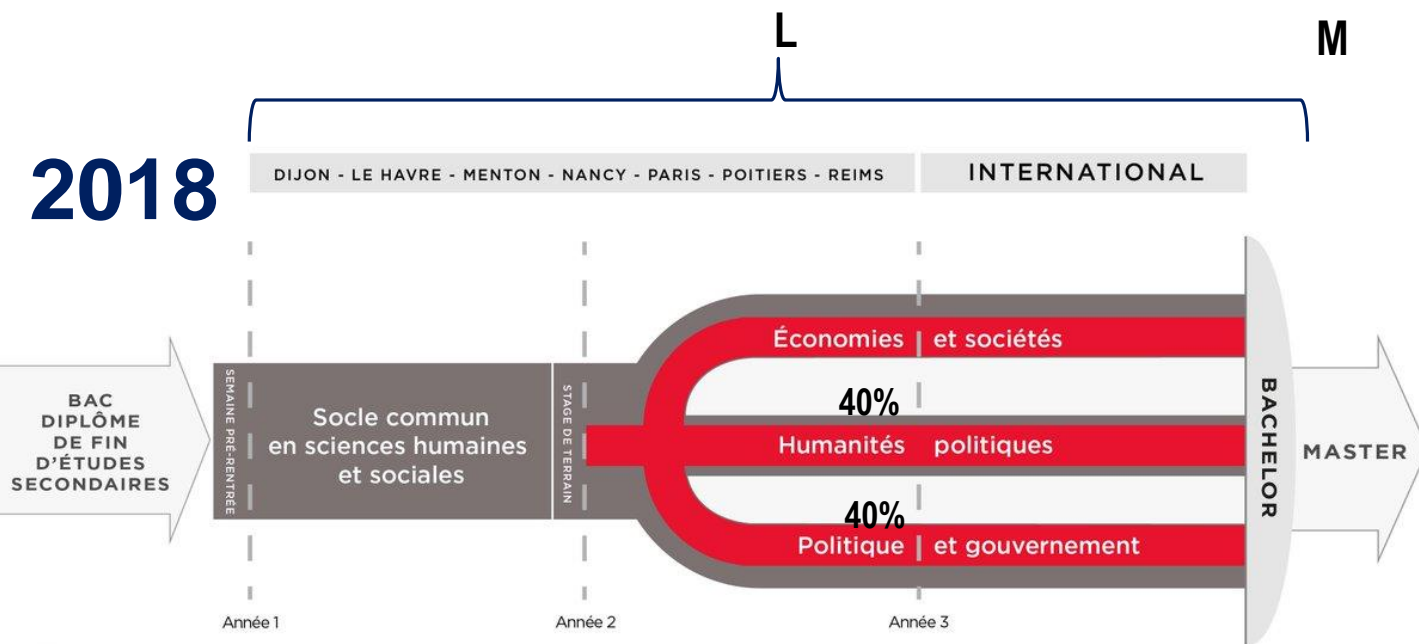 L
M
2018
DIJON - LE HAVRE - MENTON - NANCY - PARIS - POITIERS - REIMS
INTERNATIONAL
BAC
DIPLÔME
DE FIN
D'ÉTUDES
SECONDAIRES
SEMAINE PRÉ-RENTRÉE
Socle commun
en sciences humaines
et sociales
STAGE DE TERRAIN
Économies et sociétés
40%
Humanités politiques
40%
Politique et gouvernement
BACHELOR
MASTER
Année 1
Année 2
Année 3